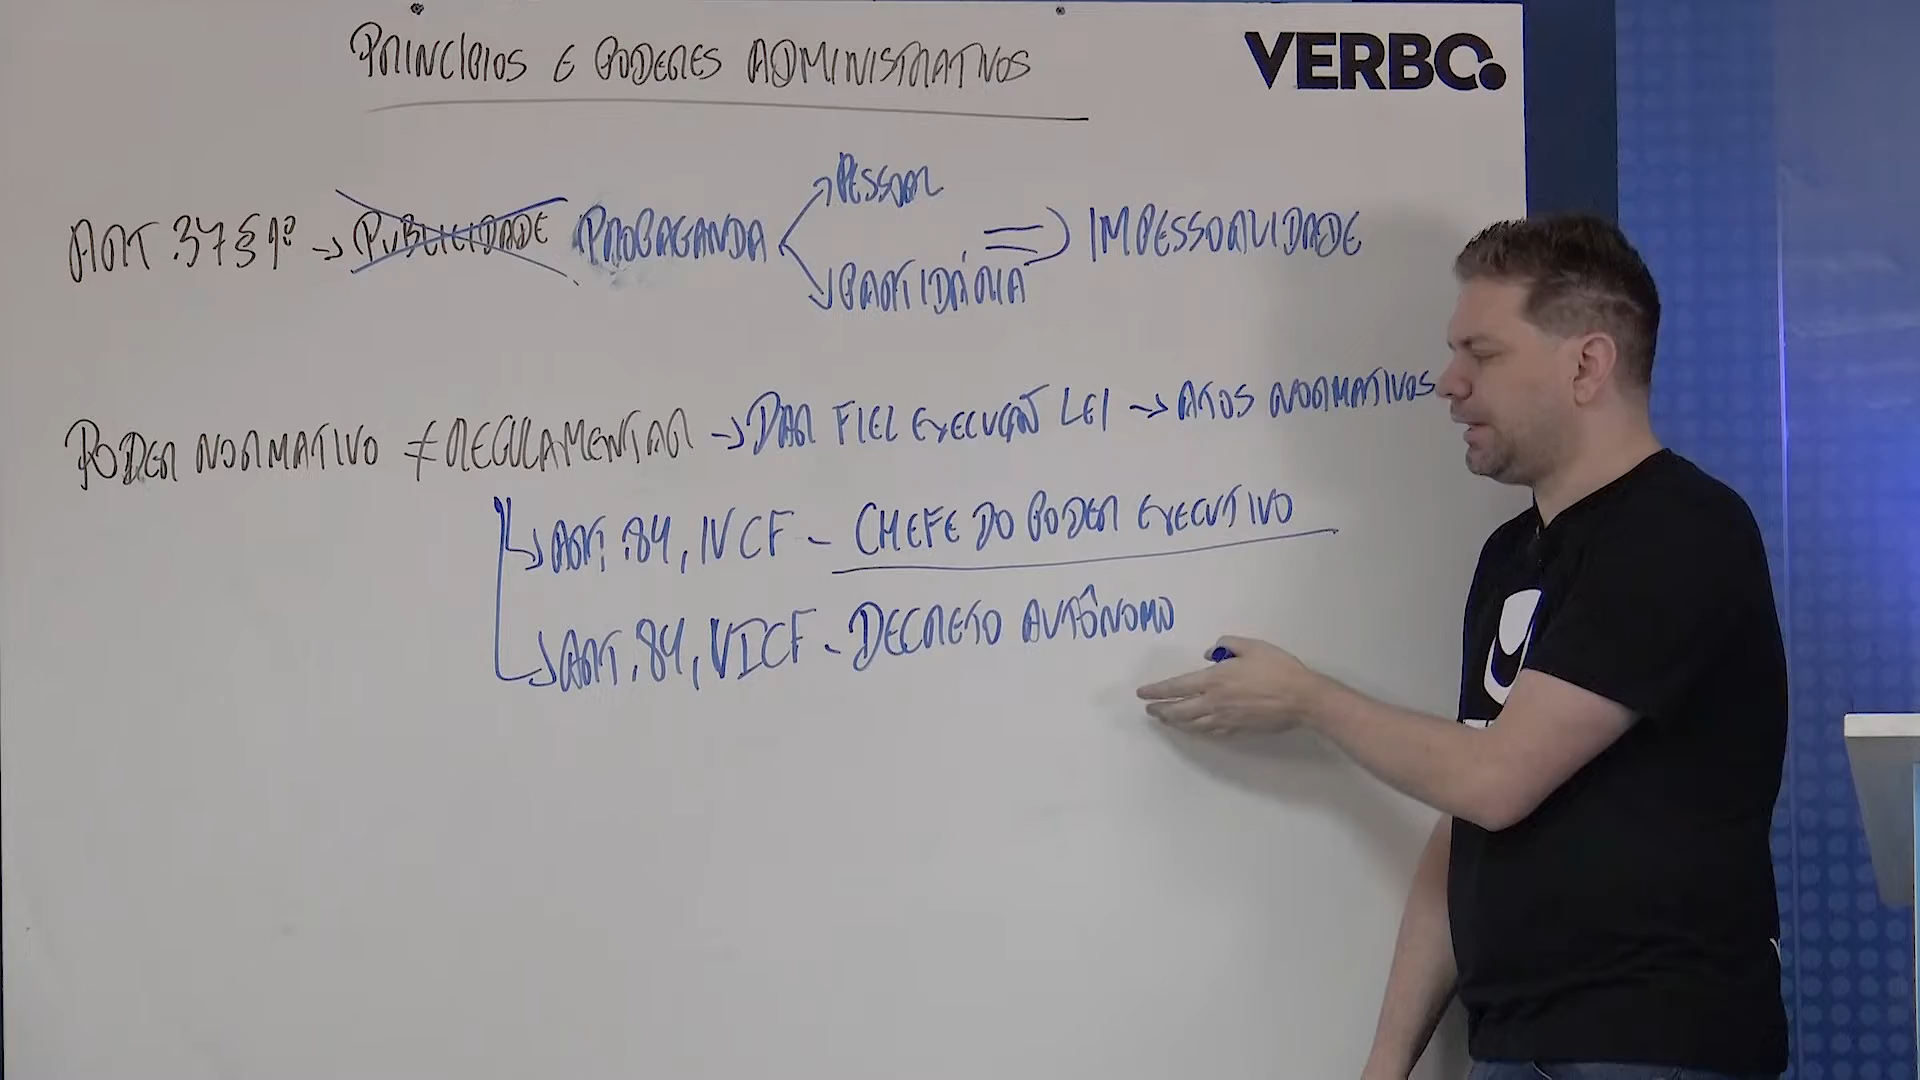 PRINCÍPIOS E PODERES ADMINISTRATIVOS
VERBO.
ART. 37 § 1º → PUBLICIDADE PROPAGANDA
PESSOAL
PARTIDÁRIA
⇒ IMPESSOALIDADE
PODER NORMATIVO ≠ REGULAMENTAR → DAR FIEL EXECUÇÃO LEI → ATOS NORMATIVOS
ART. 84, IV CF - CHEFE DO PODER EXECUTIVO
ART. 84, VI CF - DECRETO AUTÔNOMO